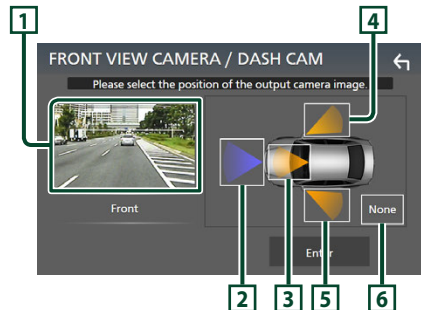 1
4
FRONT VIEW CAMERA / DASH CAM
Please select the position of the output camera image.
Front
None
Enter
2
3
5
6